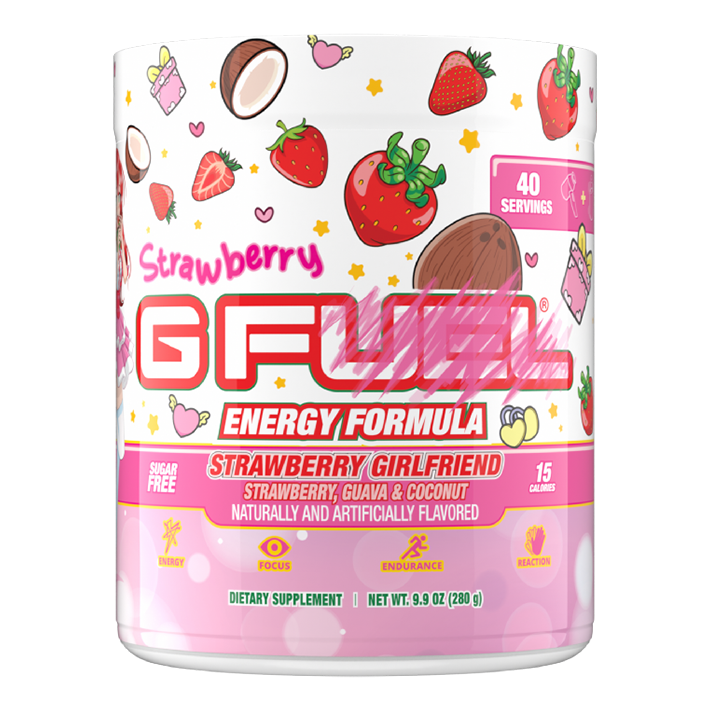 40
SERVINGS
Strawberry
G FUEL®
ENERGY FORMULA
SUGAR
FREE
STRAWBERRY GIRLFRIEND
STRAWBERRY, GUAVA & COCONUT
NATURALLY AND ARTIFICIALLY FLAVORED
15
CALORIES
ENERGY
FOCUS
ENDURANCE
REACTION
DIETARY SUPPLEMENT | NET WT. 9.9 OZ (280 g)